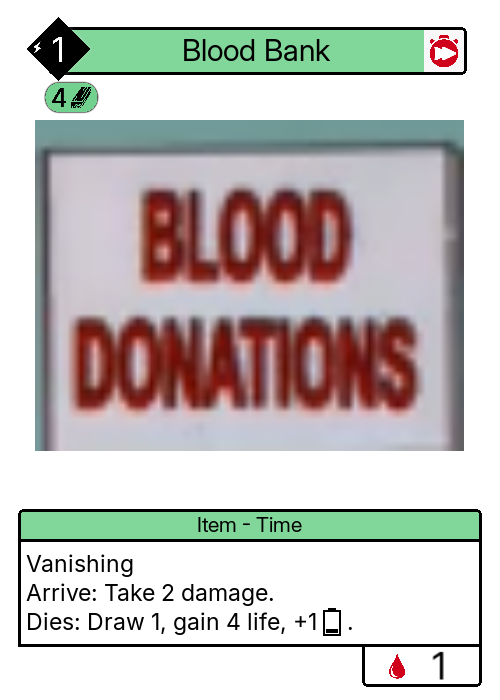 1
Blood Bank
4
BLOOD
DONATIONS
Item - Time
Vanishing
Arrive: Take 2 damage.
Dies: Draw 1, gain 4 life, +1 .
1